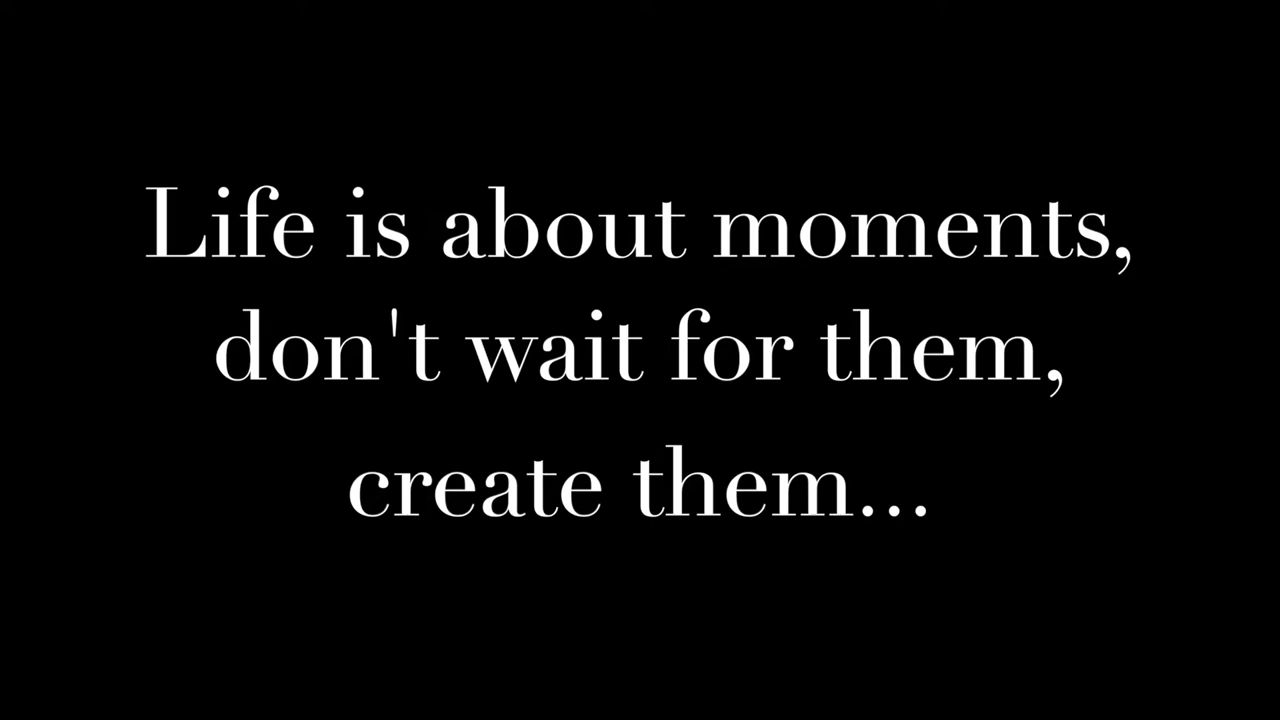 Life is about moments,
don't wait for them,
create them...